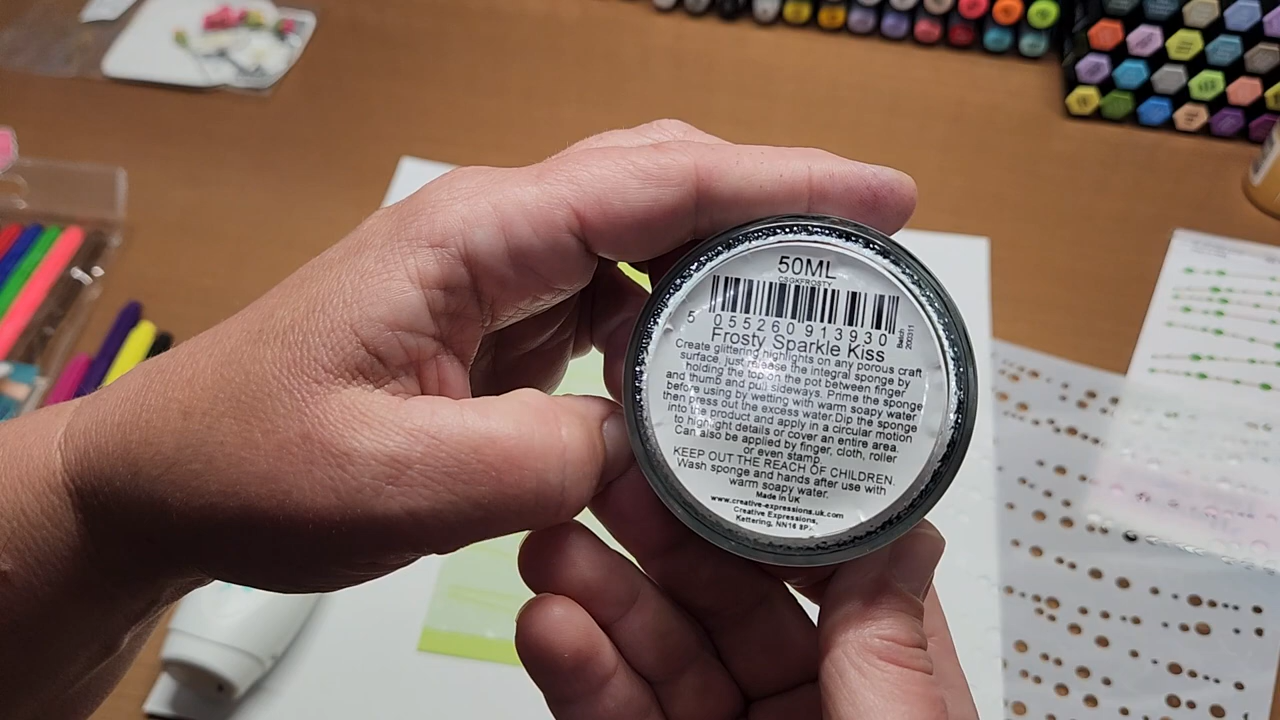 50ML
CSGKFROSTY
5 055260 913930
Batch
200311
Frosty Sparkle Kiss
Create glittering highlights on any porous craft
surface, just release the integral sponge by
holding the top on the pot between finger
and thumb and pull sideways. Prime the sponge
before using by wetting with warm soapy water
then press out the excess water.Dip the sponge
into the product and apply in a circular motion
to highlight details or cover an entire area.
Can also be applied by finger, cloth, roller
or even stamp.
KEEP OUT THE REACH OF CHILDREN.
Wash sponge and hands after use with
warm soapy water.
Made in UK
www.creative-expressions.uk.com
Creative Expressions,
Kettering, NN16